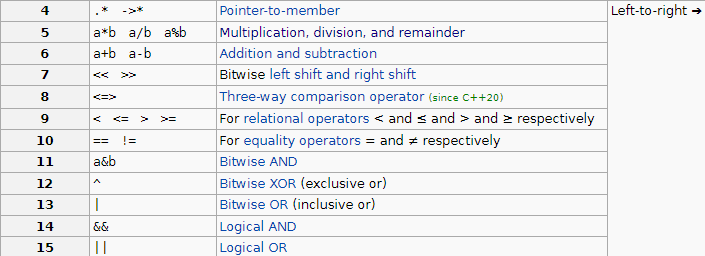 4 .* ->* Pointer-to-member Left-to-right ➔
5 a*b a/b a%b Multiplication, division, and remainder
6 a+b a-b Addition and subtraction
7 << >> Bitwise left shift and right shift
8 <=> Three-way comparison operator (since C++20)
9 < <= > >= For relational operators < and ≤ and > and ≥ respectively
10 == != For equality operators = and ≠ respectively
11 a&b Bitwise AND
12 ^ Bitwise XOR (exclusive or)
13 | Bitwise OR (inclusive or)
14 && Logical AND
15 || Logical OR